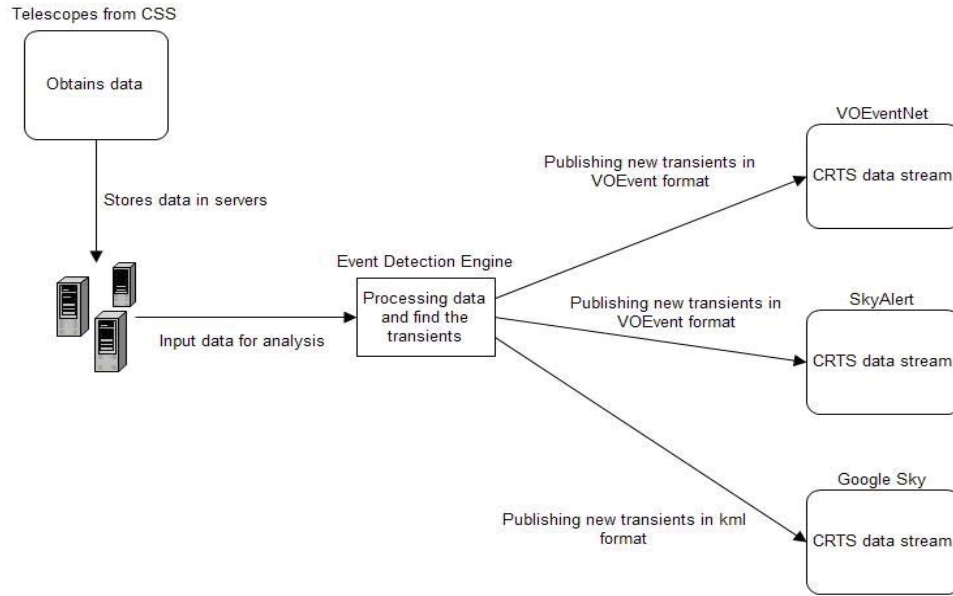 Telescopes from CSS
Obtains data
Stores data in servers
Input data for analysis
Event Detection Engine
Processing data
and find the
transients
Publishing new transients in
VOEvent format
VOEventNet
CRTS data stream
Publishing new transients in
VOEvent format
SkyAlert
CRTS data stream
Publishing new transients in kml
format
Google Sky
CRTS data stream